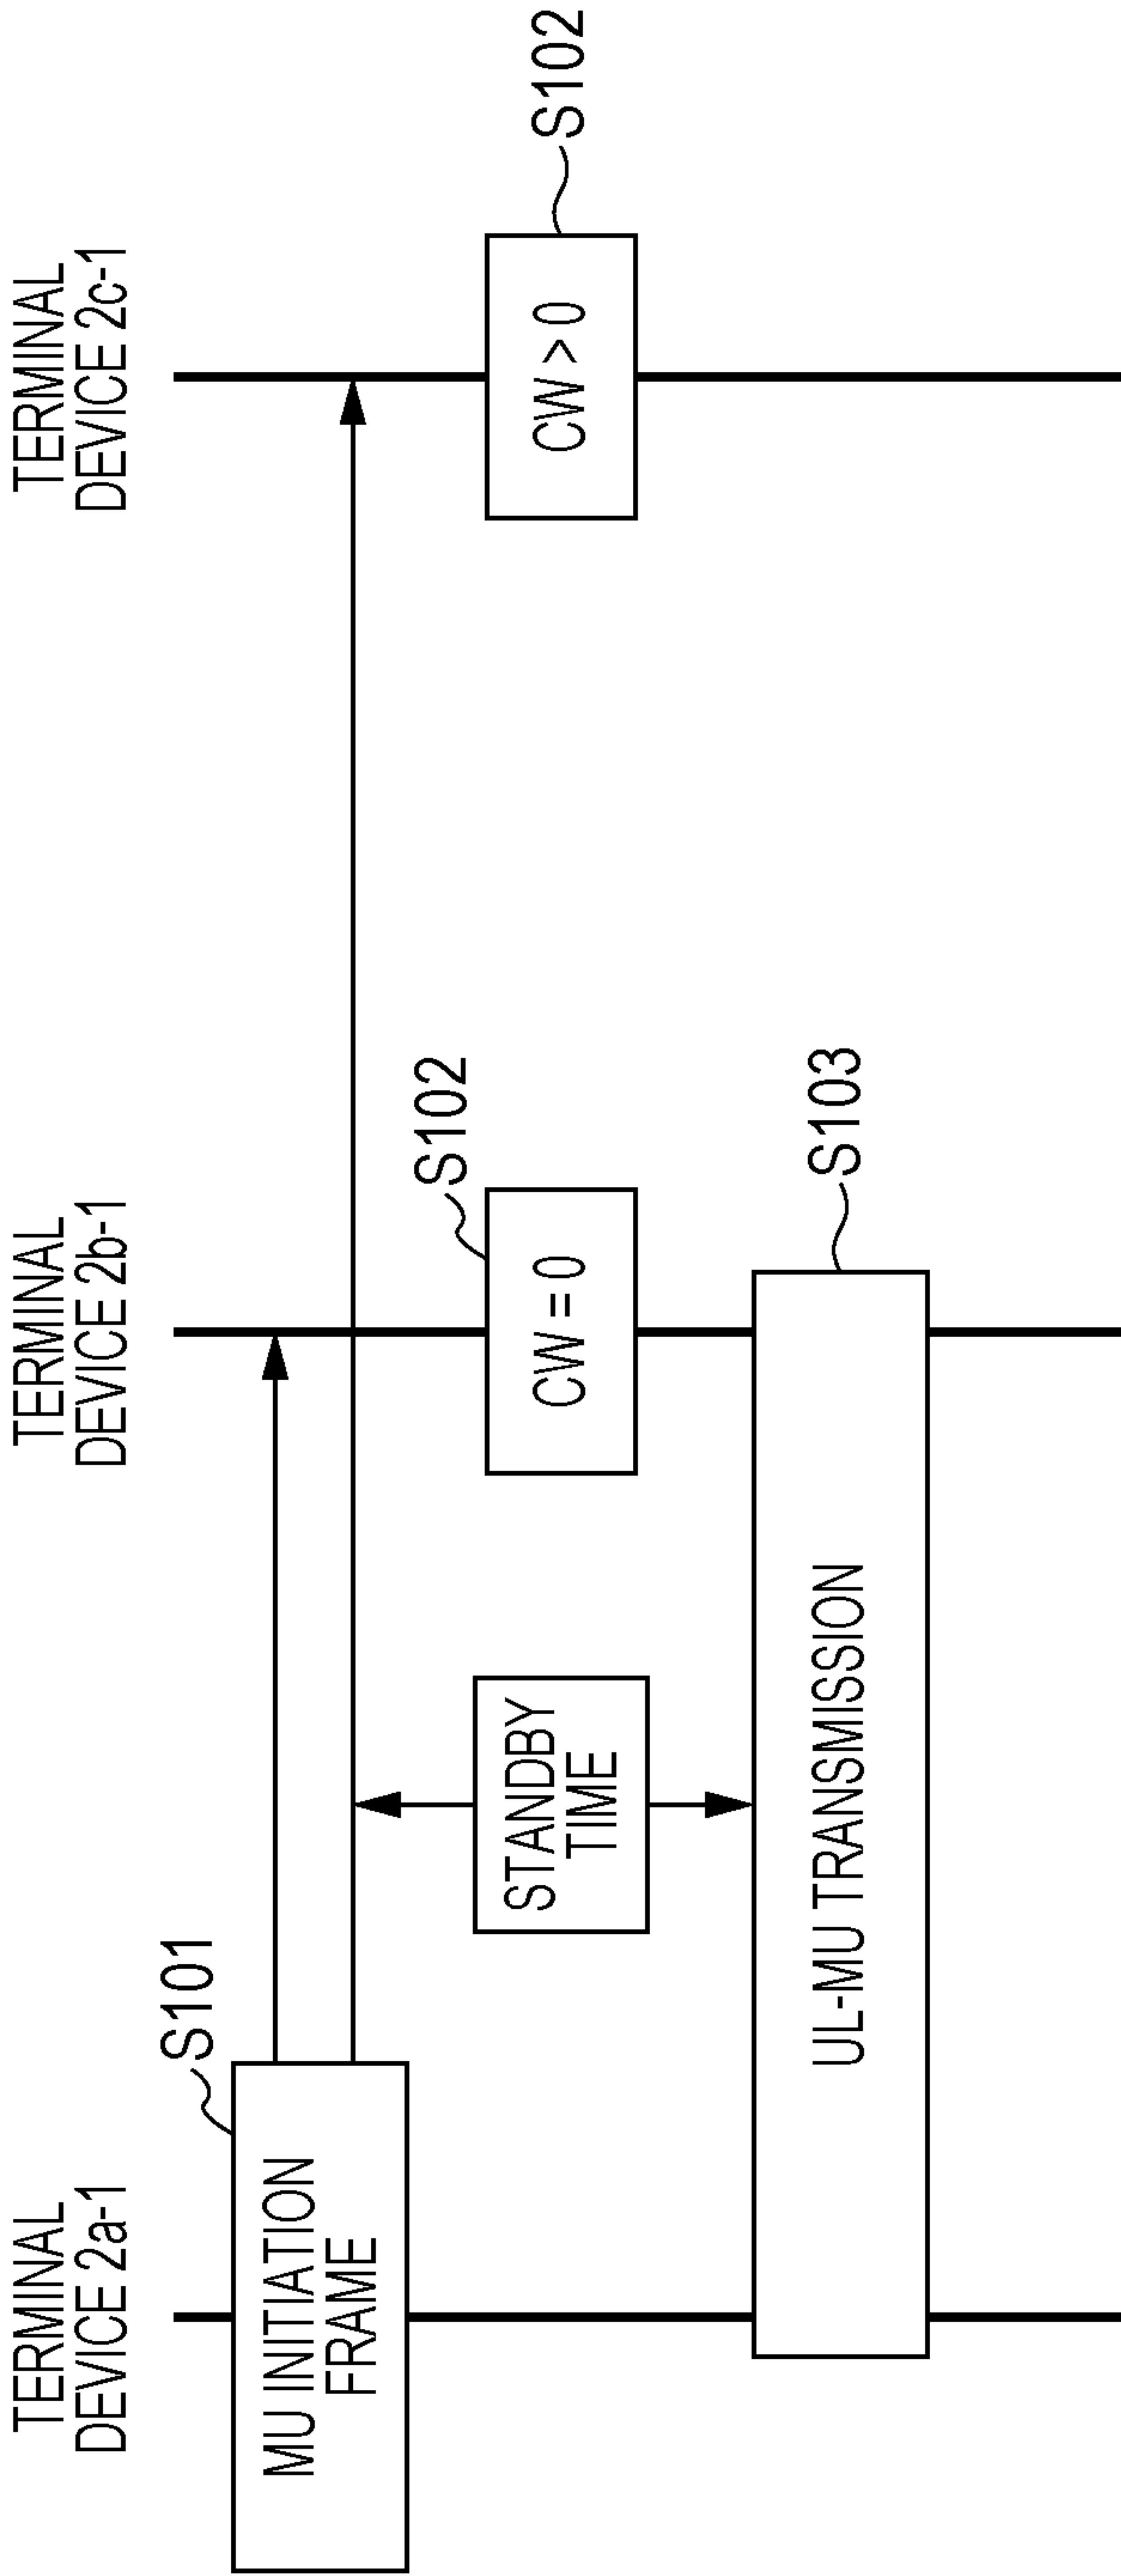 TERMINAL
DEVICE 2a-1
TERMINAL
DEVICE 2b-1
TERMINAL
DEVICE 2c-1
S101
MU INITIATION
FRAME
S102
CW = 0
S102
CW > 0
STANDBY
TIME
UL-MU TRANSMISSION
S103